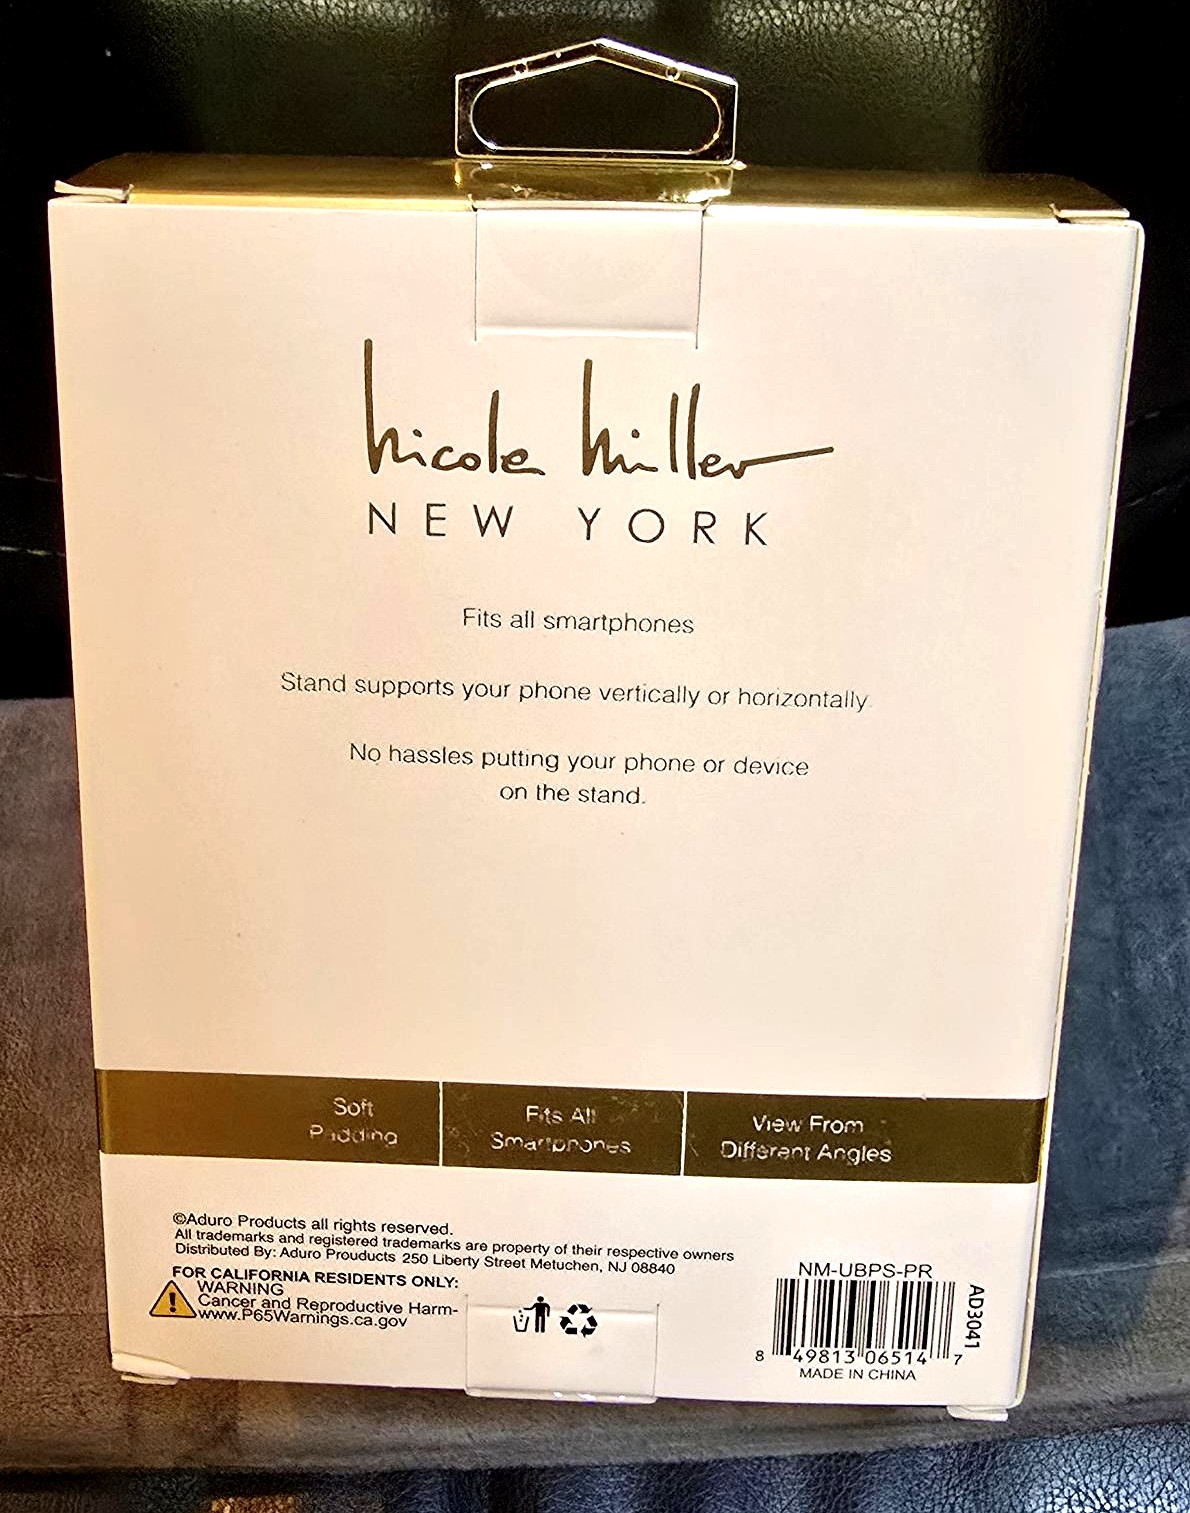 nicole miller
NEW YORK
Fits all smartphones
Stand supports your phone vertically or horizontally.
No hassles putting your phone or device
on the stand.
Soft
Padding
Fits All
Smartphones
View From
Different Angles
©Aduro Products all rights reserved.
All trademarks and registered trademarks are property of their respective owners
Distributed By: Aduro Prouducts 250 Liberty Street Metuchen, NJ 08840
FOR CALIFORNIA RESIDENTS ONLY:
WARNING
Cancer and Reproductive Harm-
www.P65Warnings.ca.gov
NM-UBPS-PR
AD3041
8 49813 06514 7
MADE IN CHINA